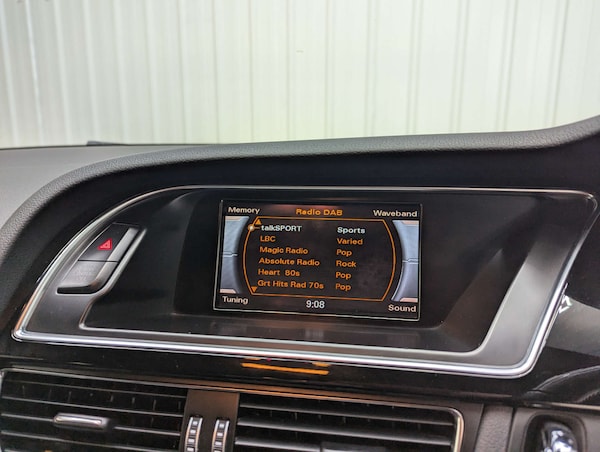 Memory Radio DAB Waveband
talkSPORT Sports
LBC Varied
Magic Radio Pop
Absolute Radio Rock
Heart 80s Pop
Grt Hits Rad 70s Pop
Tuning 9:08 Sound